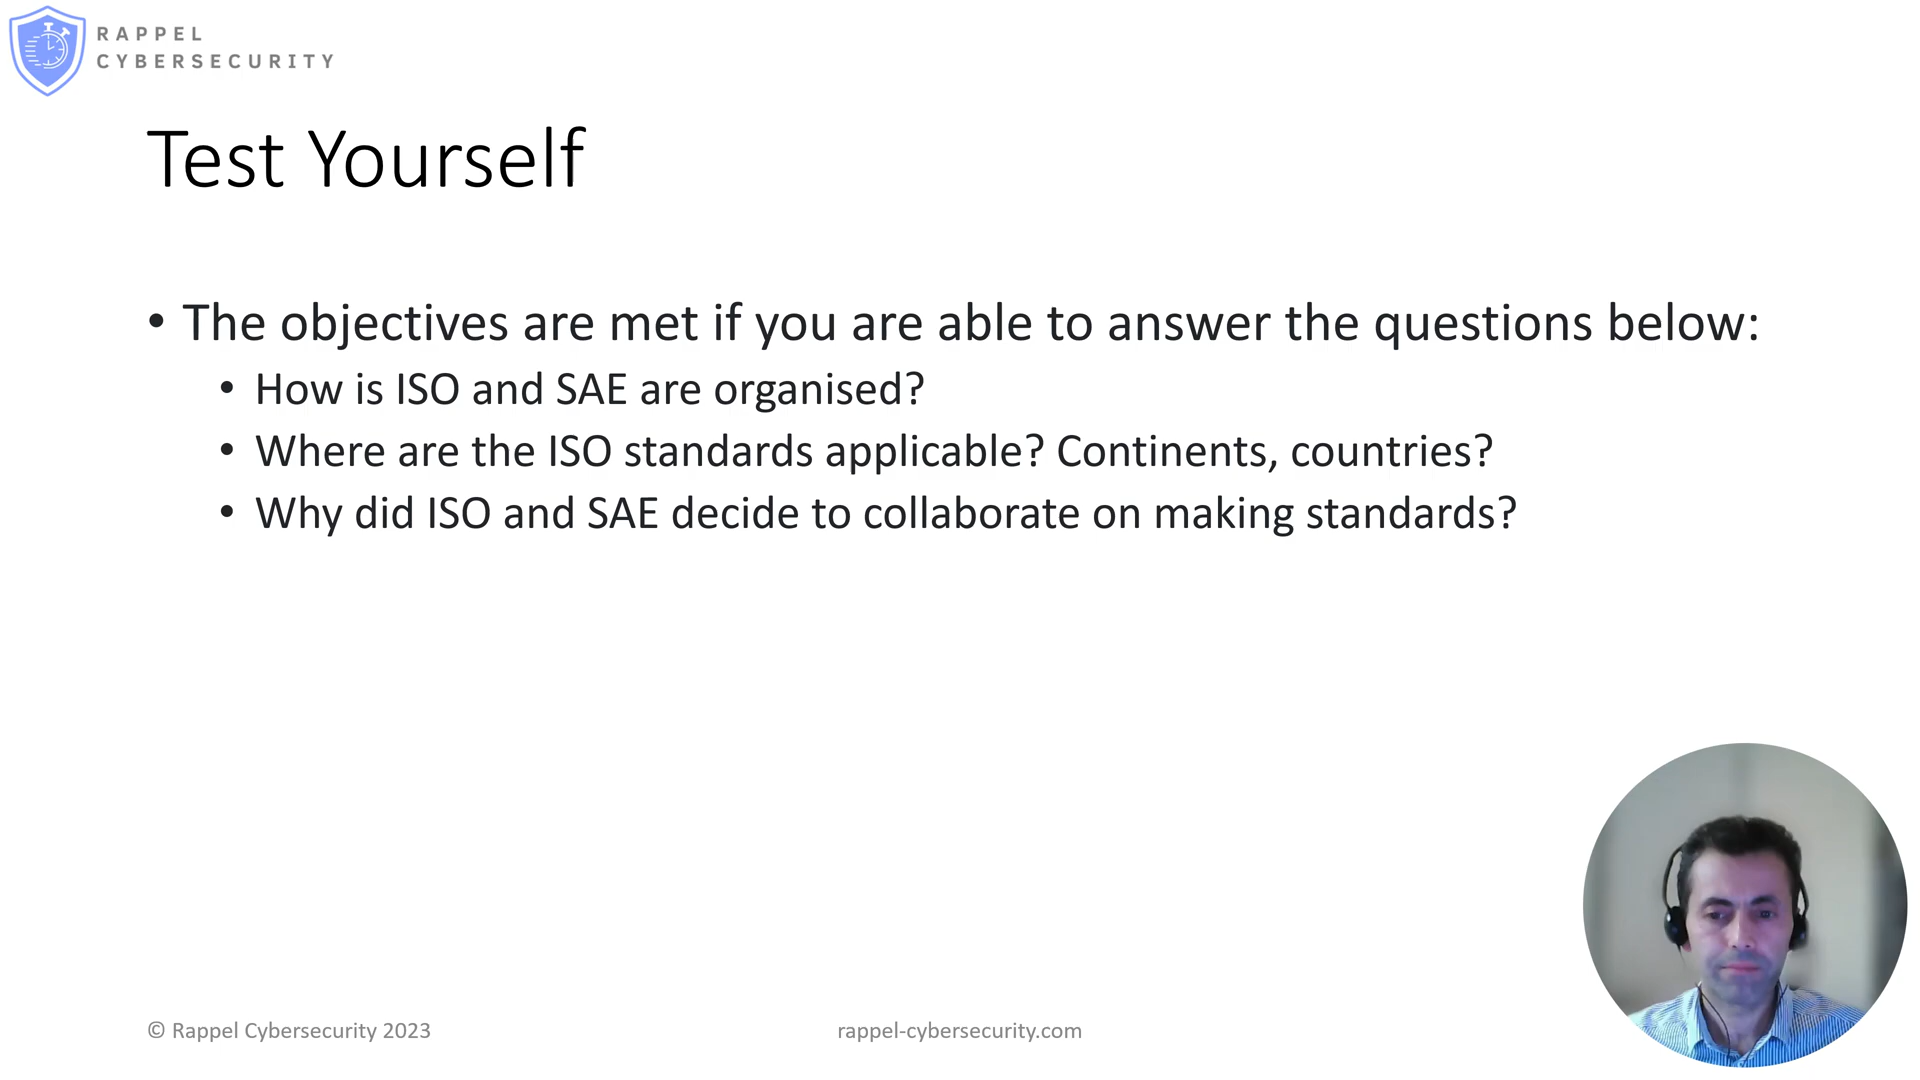 RAPPEL
CYBERSECURITY
Test Yourself
• The objectives are met if you are able to answer the questions below:
• How is ISO and SAE are organised?
• Where are the ISO standards applicable? Continents, countries?
• Why did ISO and SAE decide to collaborate on making standards?
© Rappel Cybersecurity 2023
rappel-cybersecurity.com